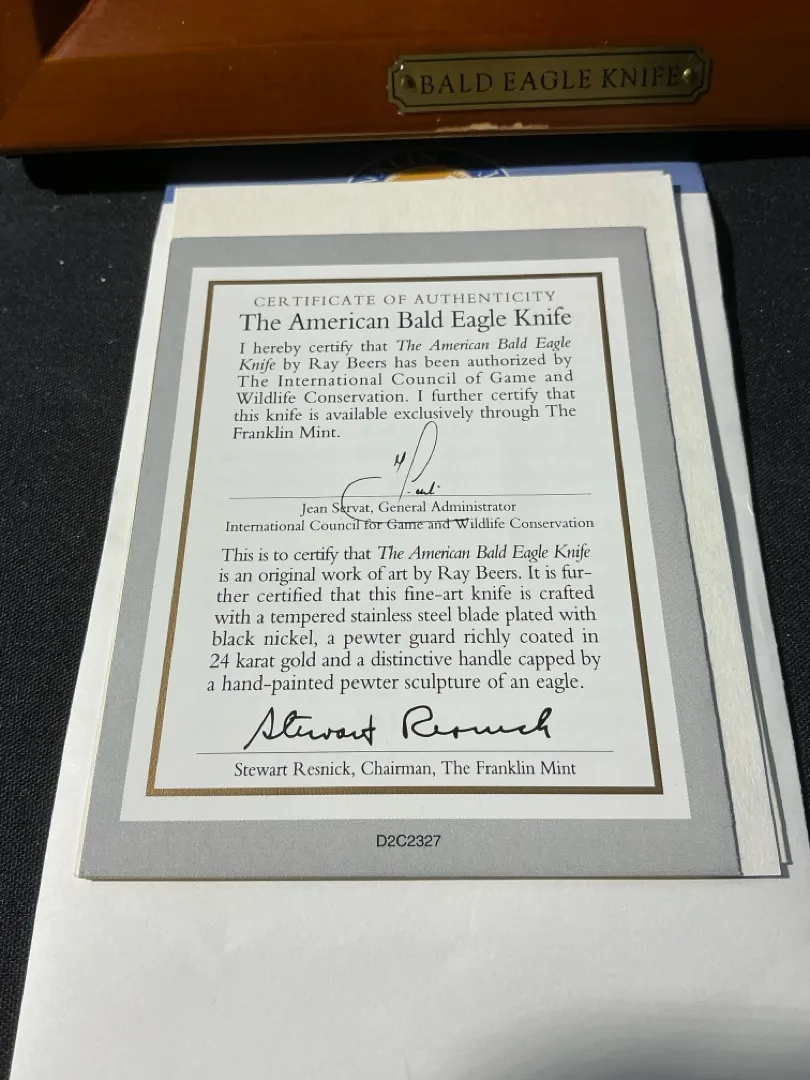 BALD EAGLE KNIFE
CERTIFICATE OF AUTHENTICITY
The American Bald Eagle Knife
I hereby certify that The American Bald Eagle
Knife by Ray Beers has been authorized by
The International Council of Game and
Wildlife Conservation. I further certify that
this knife is available exclusively through The
Franklin Mint.
Jean Servat, General Administrator
International Council for Game and Wildlife Conservation
This is to certify that The American Bald Eagle Knife
is an original work of art by Ray Beers. It is fur-
ther certified that this fine-art knife is crafted
with a tempered stainless steel blade plated with
black nickel, a pewter guard richly coated in
24 karat gold and a distinctive handle capped by
a hand-painted pewter sculpture of an eagle.
Stewart Resnick
Stewart Resnick, Chairman, The Franklin Mint
D2C2327